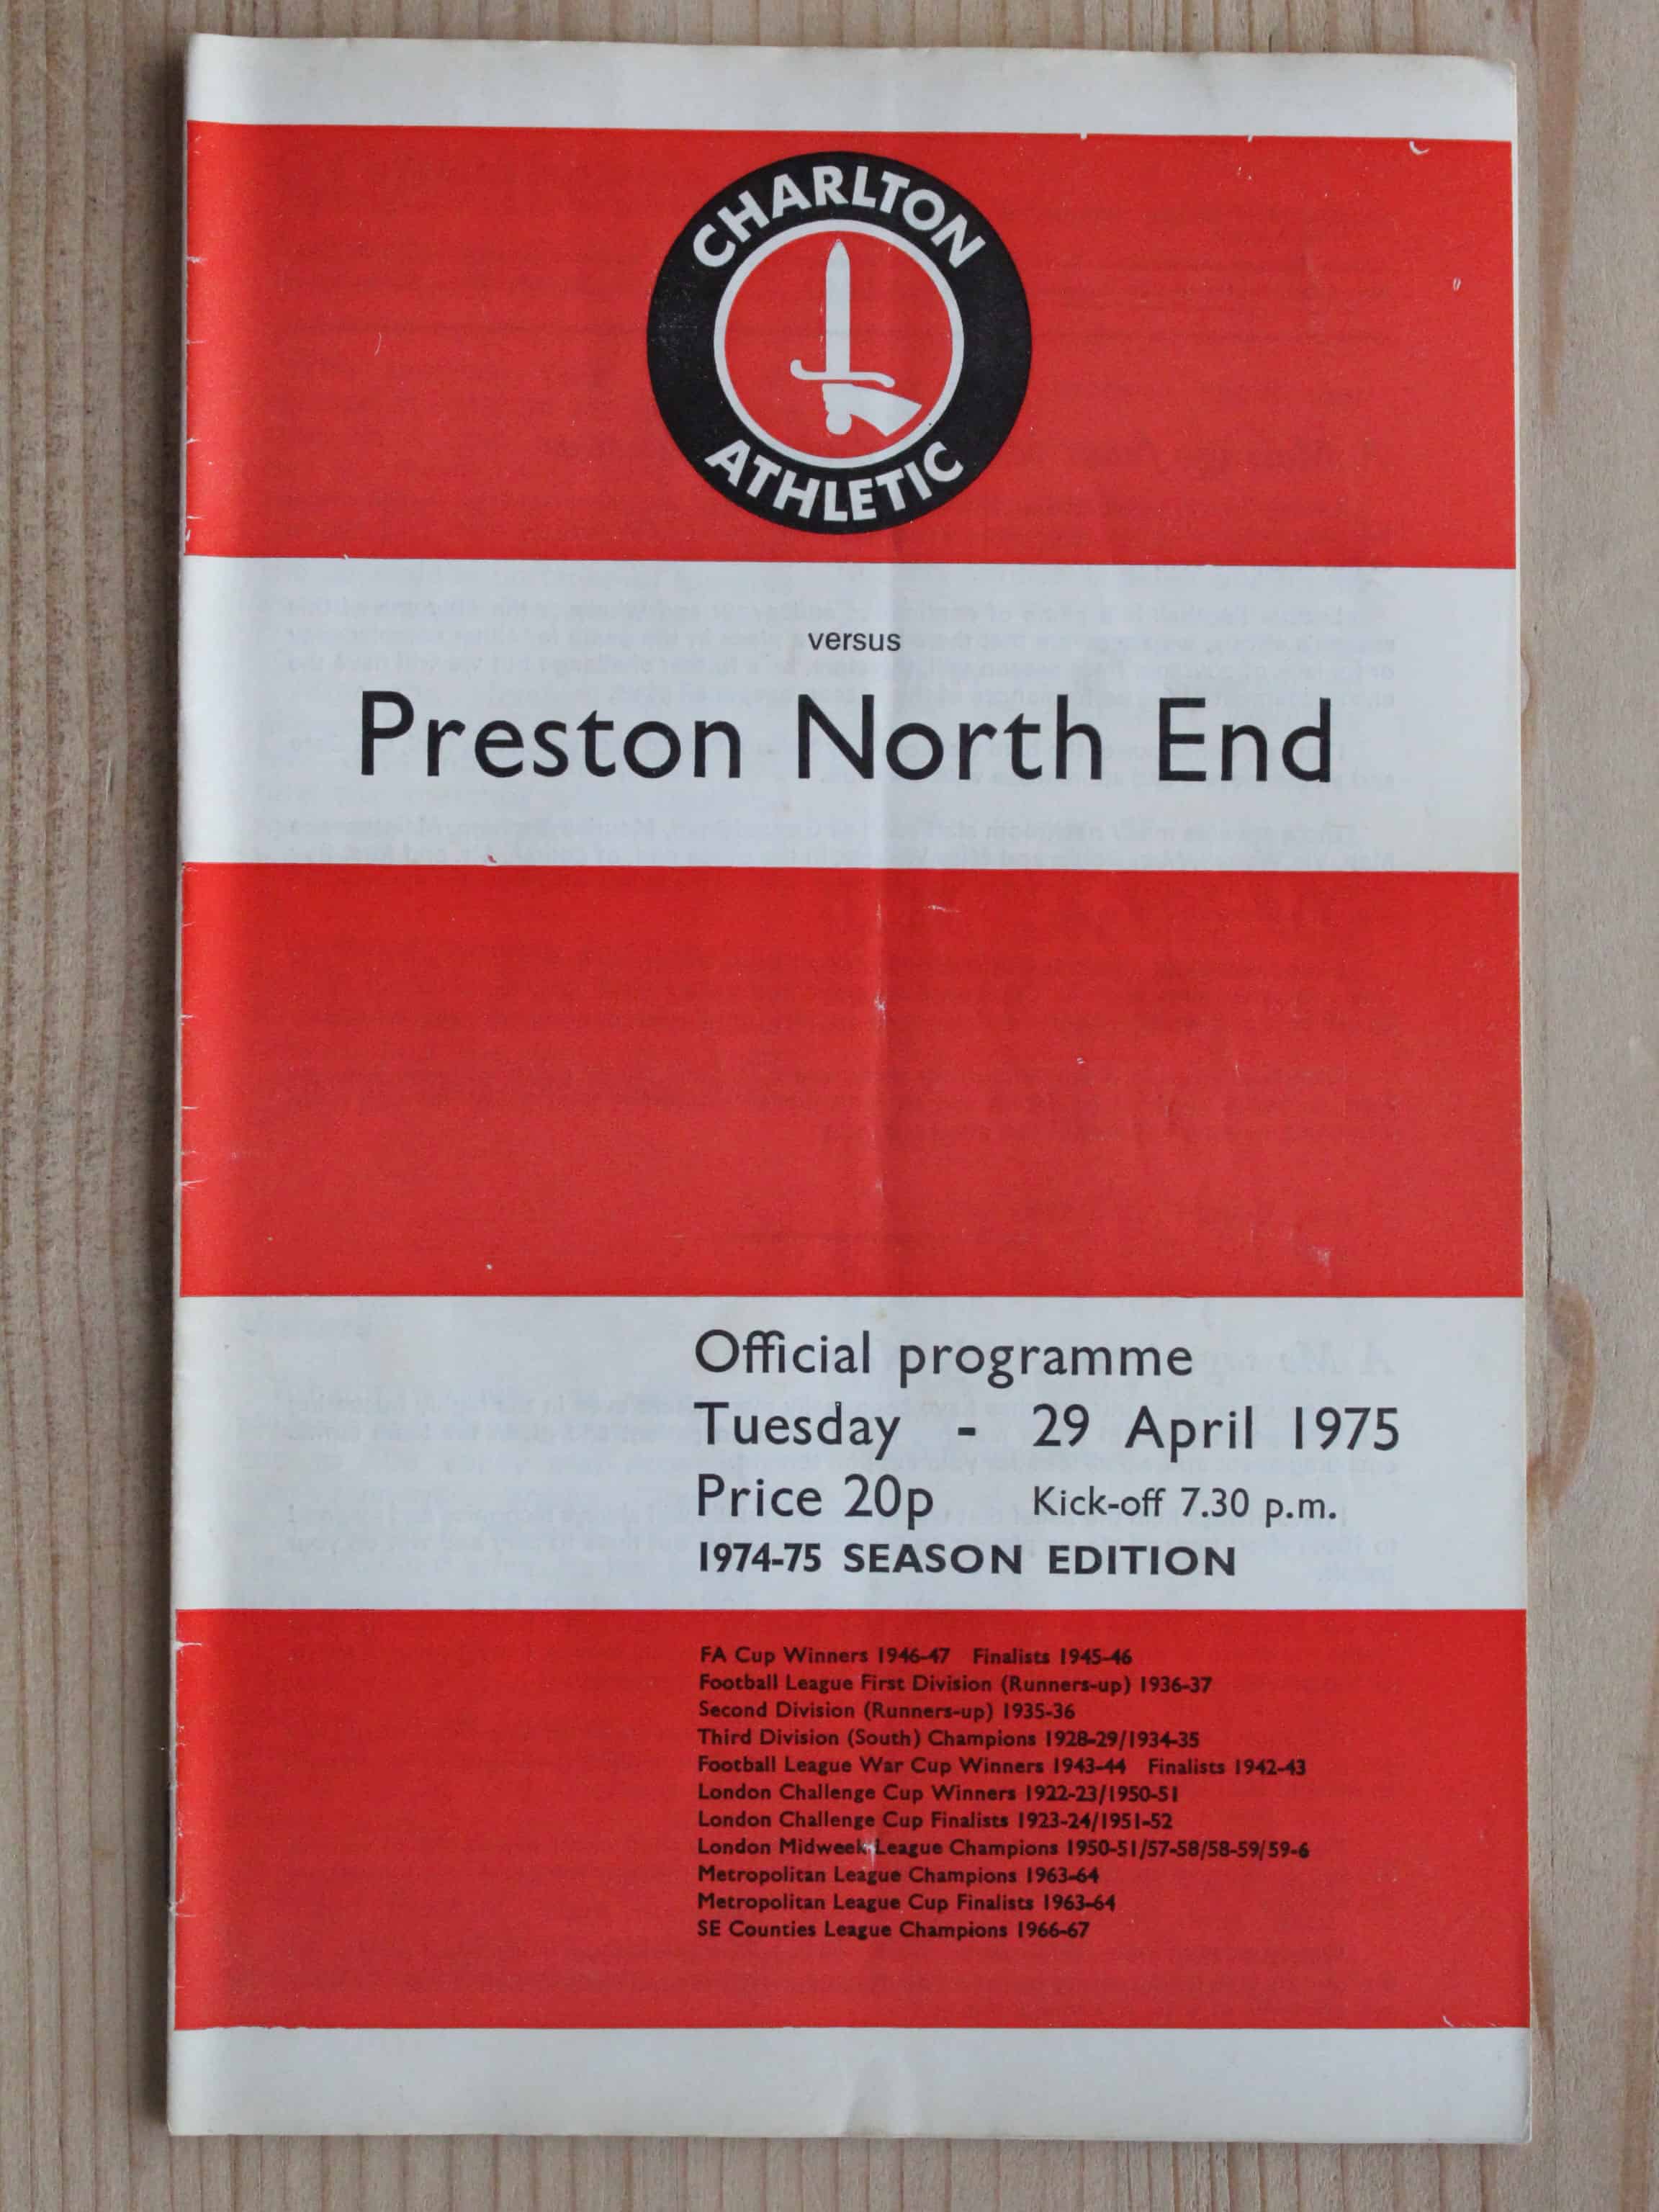 CHARLTON
ATHLETIC
versus
Preston North End
Official programme
Tuesday - 29 April 1975
Price 20p Kick-off 7.30 p.m.
1974-75 SEASON EDITION
FA Cup Winners 1946-47 Finalists 1945-46
Football League First Division (Runners-up) 1936-37
Second Division (Runners-up) 1935-36
Third Division (South) Champions 1928-29/1934-35
Football League War Cup Winners 1943-44 Finalists 1942-43
London Challenge Cup Winners 1922-23/1950-51
London Challenge Cup Finalists 1923-24/1951-52
London Midweek League Champions 1950-51/57-58/58-59/59-6
Metropolitan League Champions 1963-64
Metropolitan League Cup Finalists 1963-64
SE Counties League Champions 1966-67